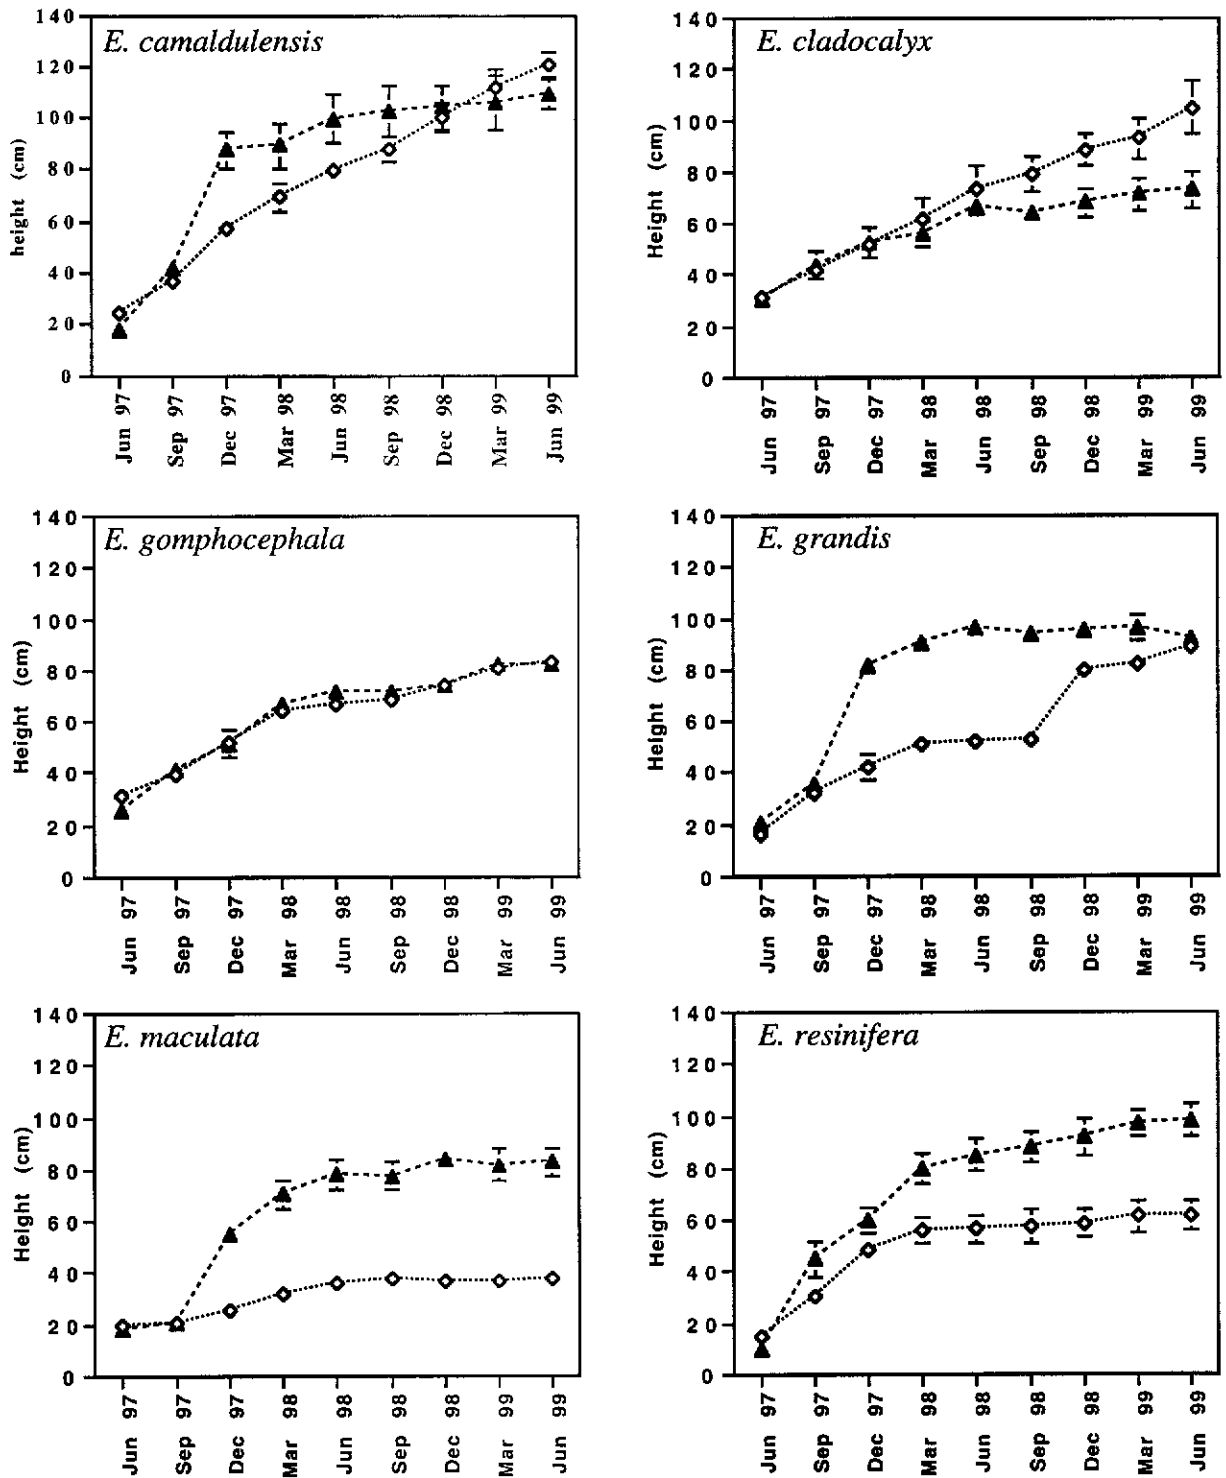 E. camaldulensis
140
120
100
80
60
40
20
0
height (cm)
Jun 97
Sep 97
Dec 97
Mar 98
Jun 98
Sep 98
Dec 98
Mar 99
Jun 99
E. cladocalyx
140
120
100
80
60
40
20
0
Height (cm)
Jun 97
Sep 97
Dec 97
Mar 98
Jun 98
Sep 98
Dec 98
Mar 99
Jun 99
E. gomphocephala
140
120
100
80
60
40
20
0
Height (cm)
Jun 97
Sep 97
Dec 97
Mar 98
Jun 98
Sep 98
Dec 98
Mar 99
Jun 99
E. grandis
140
120
100
80
60
40
20
0
Height (cm)
Jun 97
Sep 97
Dec 97
Mar 98
Jun 98
Sep 98
Dec 98
Mar 99
Jun 99
E. maculata
140
120
100
80
60
40
20
0
Height (cm)
Jun 97
Sep 97
Dec 97
Mar 98
Jun 98
Sep 98
Dec 98
Mar 99
Jun 99
E. resinifera
140
120
100
80
60
40
20
0
Height (cm)
Jun 97
Sep 97
Dec 97
Mar 98
Jun 98
Sep 98
Dec 98
Mar 99
Jun 99